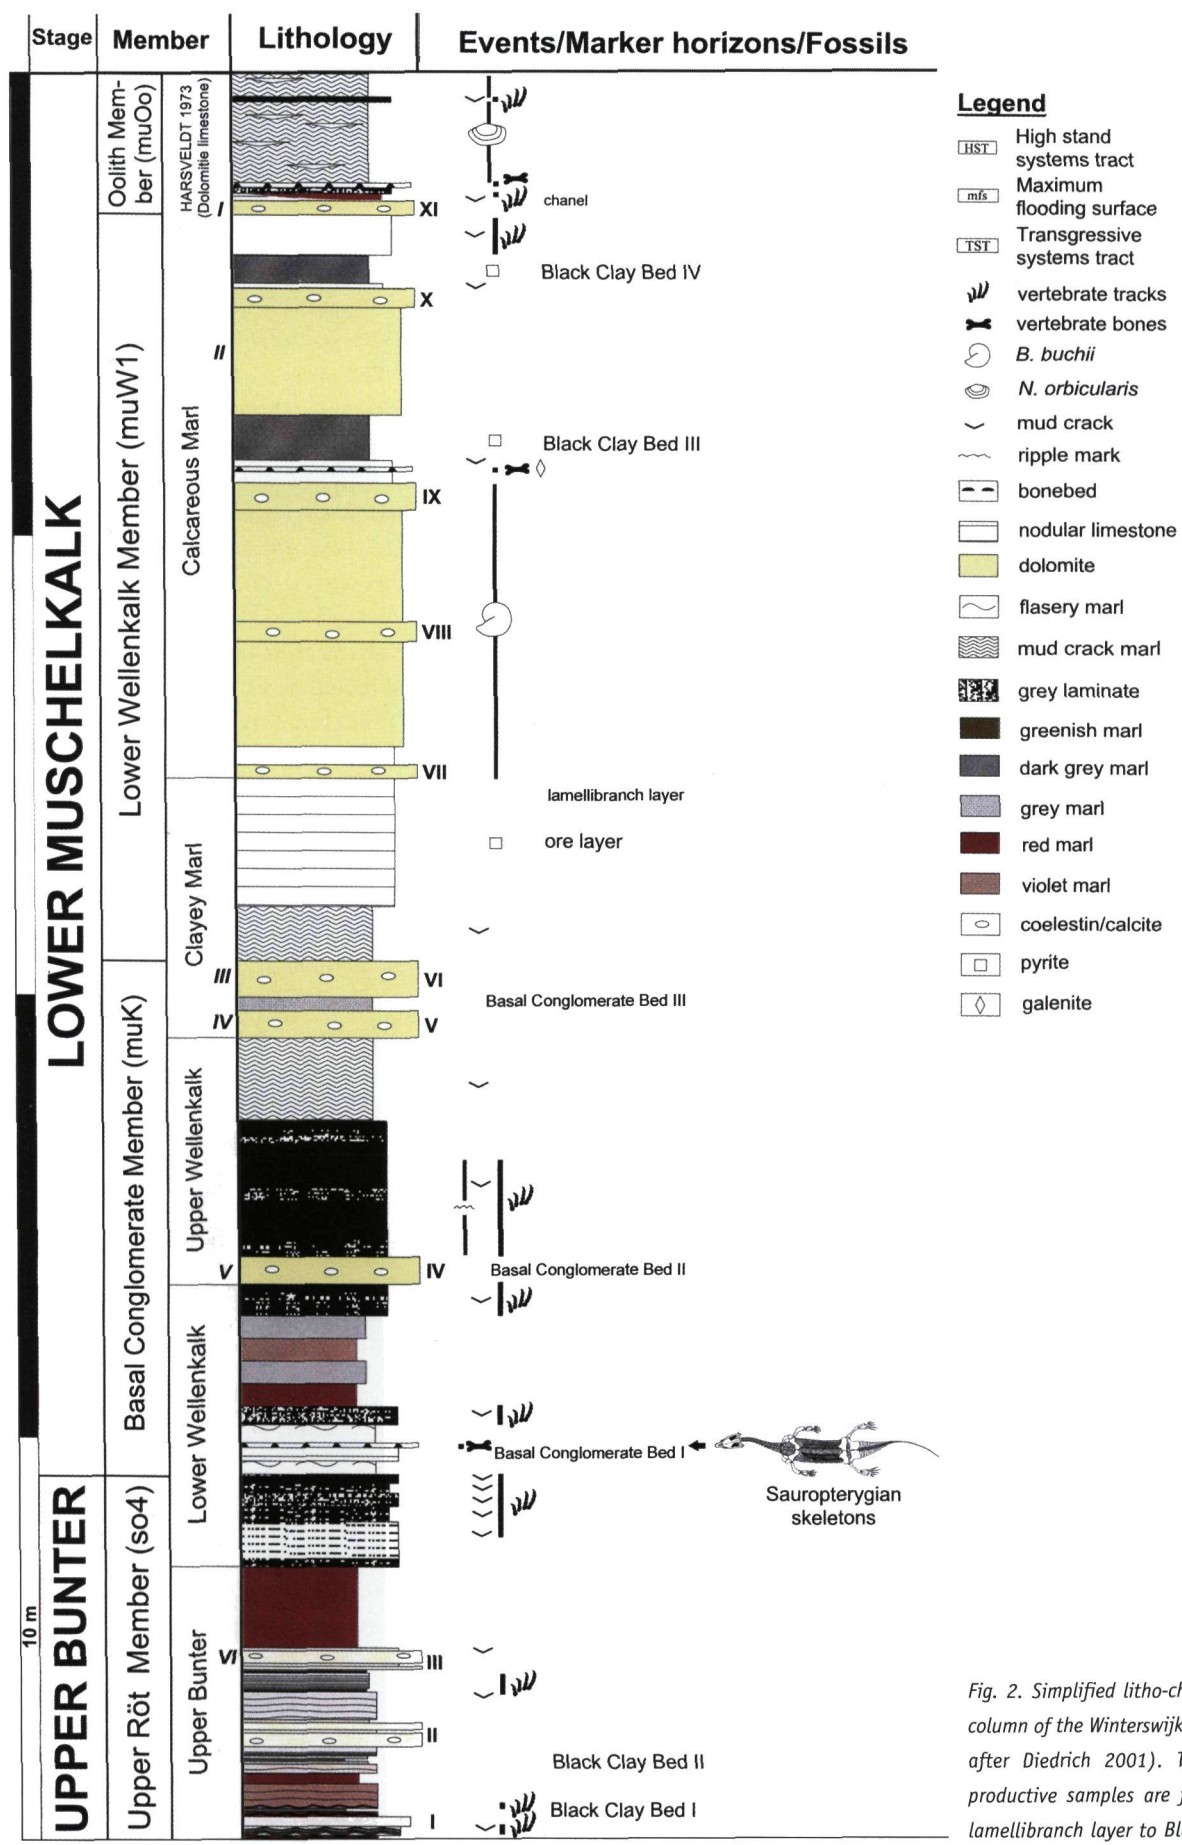 Stage
Member
Lithology
Events/Marker horizons/Fossils
LOWER MUSCHELKALK
UPPER BUNTER
10 m
Oolith Mem-
ber (muOo)
Lower Wellenkalk Member (muW1)
Basal Conglomerate Member (muK)
Upper Röt Member (so4)
HARSVELDT 1973
(Dolomitie limestone)
Calcareous Marl
Clayey Marl
Upper Wellenkalk
Lower Wellenkalk
Upper Bunter
I
II
III
IV
V
VI
XI
X
IX
VIII
VII
VI
V
IV
III
II
I
chanel
Black Clay Bed IV
Black Clay Bed III
lamellibranch layer
ore layer
Basal Conglomerate Bed III
Basal Conglomerate Bed II
Basal Conglomerate Bed I
Sauropterygian
skeletons
Black Clay Bed II
Black Clay Bed I
Legend
HST High stand
systems tract
mfs Maximum
flooding surface
TST Transgressive
systems tract
vertebrate tracks
vertebrate bones
B. buchii
N. orbicularis
mud crack
ripple mark
bonebed
nodular limestone
dolomite
flasery marl
mud crack marl
grey laminate
greenish marl
dark grey marl
grey marl
red marl
violet marl
coelestin/calcite
pyrite
galenite
Fig. 2. Simplified litho-ch
column of the Winterswijk
after Diedrich 2001). T
productive samples are f
lamellibranch layer to Bl